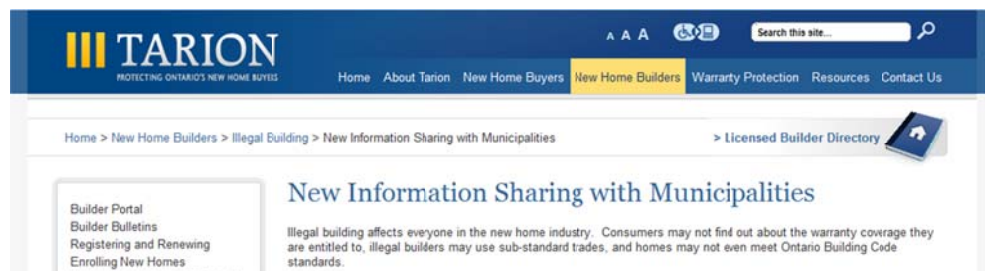 TARION
PROTECTING ONTARIO'S NEW HOME BUYERS
A A A
Search this site...
Home About Tarion New Home Buyers New Home Builders Warranty Protection Resources Contact Us
Home > New Home Builders > Illegal Building > New Information Sharing with Municipalities
> Licensed Builder Directory
Builder Portal
Builder Bulletins
Registering and Renewing
Enrolling New Homes
New Information Sharing with Municipalities
Illegal building affects everyone in the new home industry. Consumers may not find out about the warranty coverage they
are entitled to, illegal builders may use sub-standard trades, and homes may not even meet Ontario Building Code
standards.